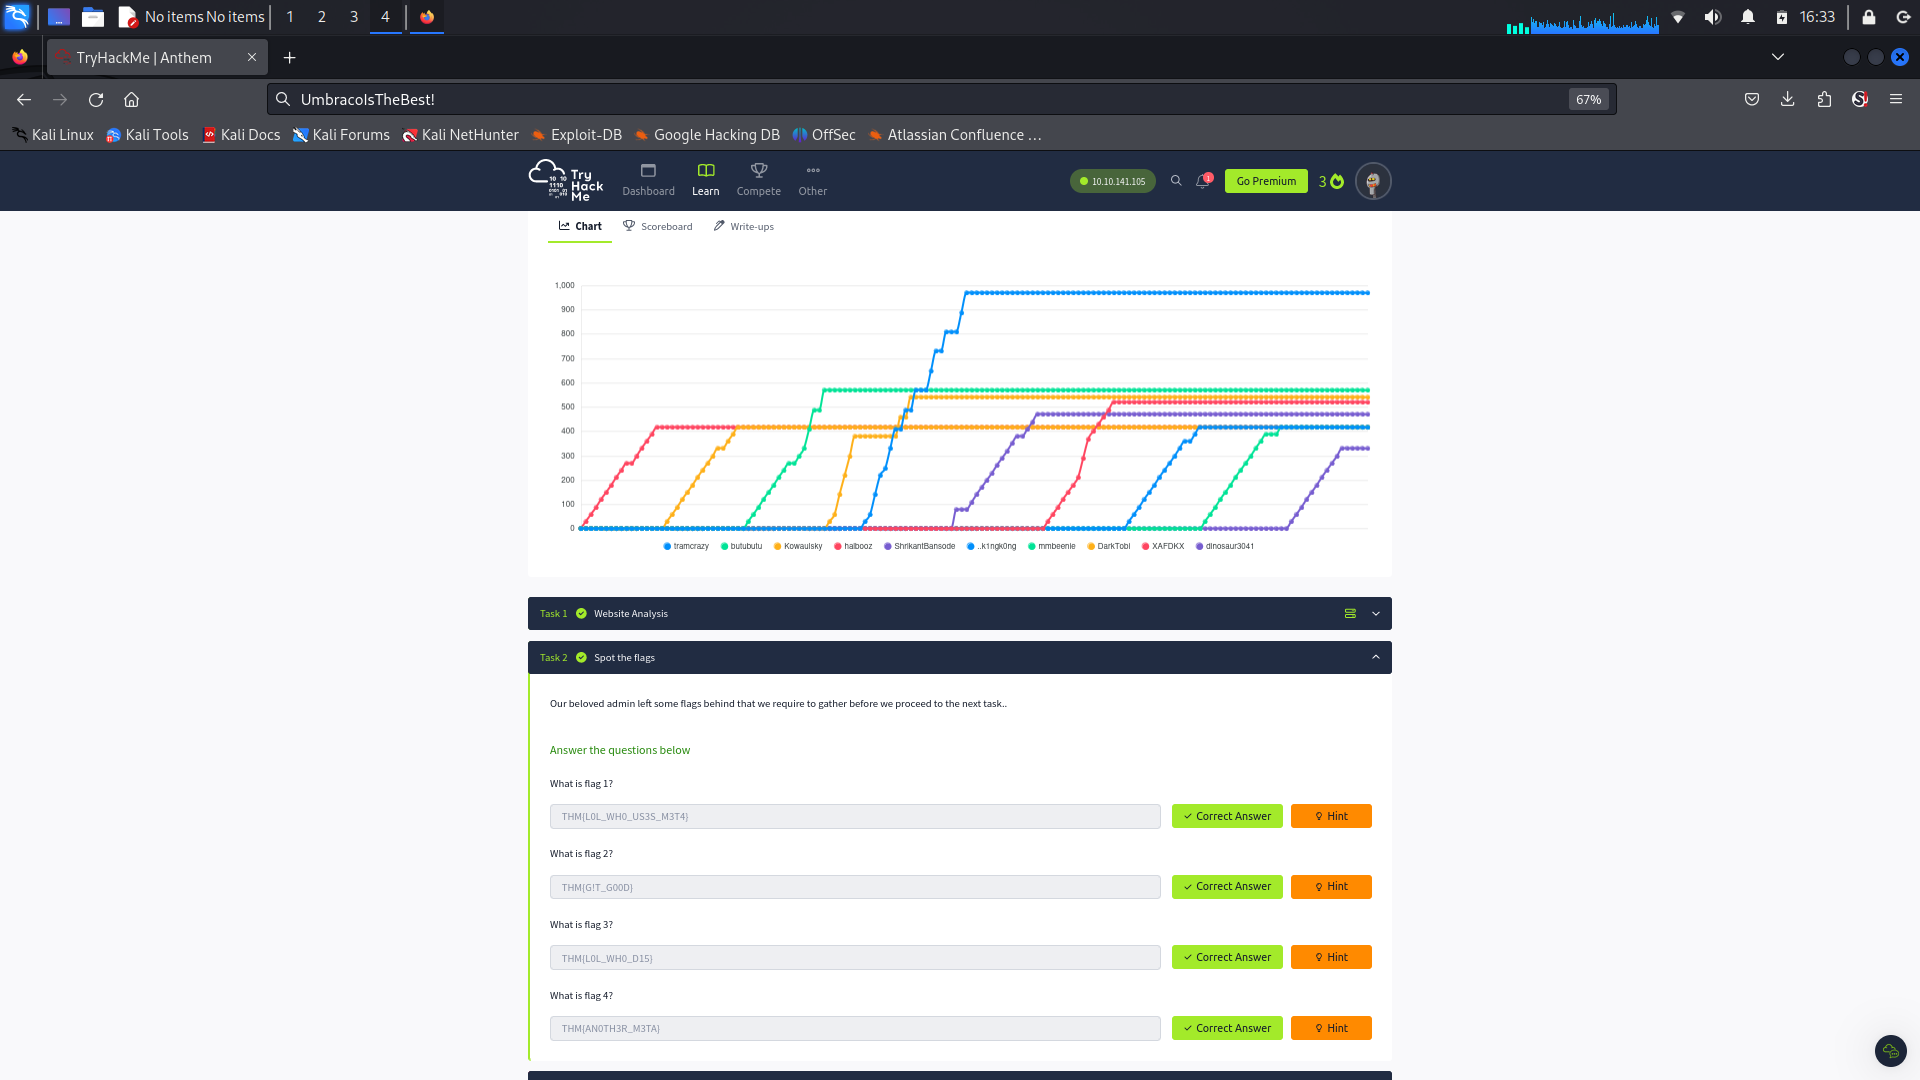 No items No items 1 2 3 4 16:33
TryHackMe | Anthem
UmbracoIsTheBest! 67%
Kali Linux Kali Tools Kali Docs Kali Forums Kali NetHunter Exploit-DB Google Hacking DB OffSec Atlassian Confluence …
Try Hack Me Dashboard Learn Compete Other 10.10.141.105 1 Go Premium 3
Chart Scoreboard Write-ups
1,000
900
800
700
600
500
400
300
200
100
0
tramcrazy butubutu Kowaulsky halbooz ShrikantBansode ..k1ngk0ng mmbeenie DarkTobi XAFDKX dinosaur3041
Task 1 Website Analysis
Task 2 Spot the flags
Our beloved admin left some flags behind that we require to gather before we proceed to the next task..
Answer the questions below
What is flag 1?
THM{L0L_WH0_US3S_M3T4} Correct Answer Hint
What is flag 2?
THM{G!T_G00D} Correct Answer Hint
What is flag 3?
THM{L0L_WH0_D15} Correct Answer Hint
What is flag 4?
THM{AN0TH3R_M3TA} Correct Answer Hint